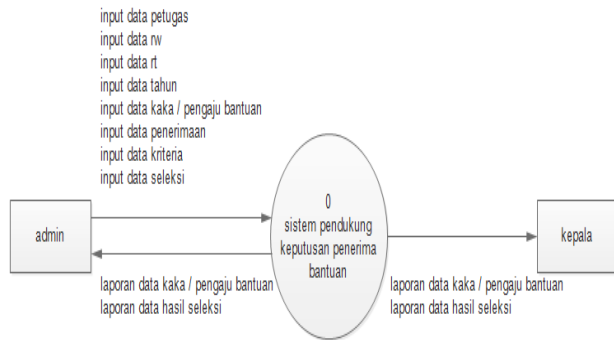 input data petugas
input data rw
input data rt
input data tahun
input data kaka / pengaju bantuan
input data penerimaan
input data kriteria
input data seleksi
admin
0
sistem pendukung
keputusan penerima
bantuan
kepala
laporan data kaka / pengaju bantuan
laporan data hasil seleksi
laporan data kaka / pengaju bantuan
laporan data hasil seleksi